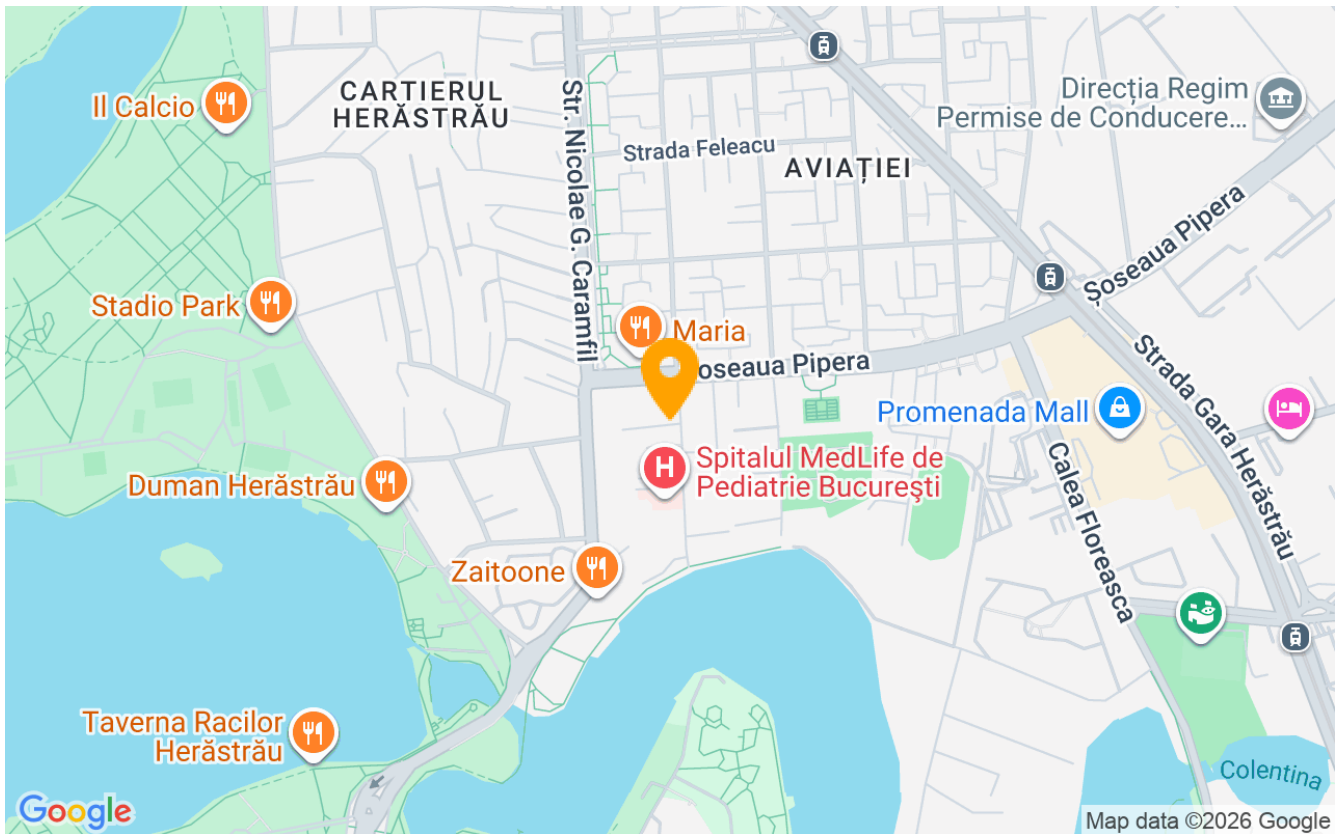 Il Calcio
CARTIERUL
HERĂSTRĂU
Str. Nicolae G. Caramfil
Strada Feleacu
AVIAȚIEI
Direcția Regim
Permise de Conducere...
Șoseaua Pipera
Stadio Park
Maria
oseaua Pipera
Strada Gara Herăstrău
Promenada Mall
Calea Floreasca
Duman Herăstrău
H
Spitalul MedLife de
Pediatrie București
Zaitoone
Taverna Racilor
Herăstrău
Colentina
Google
Map data ©2026 Google